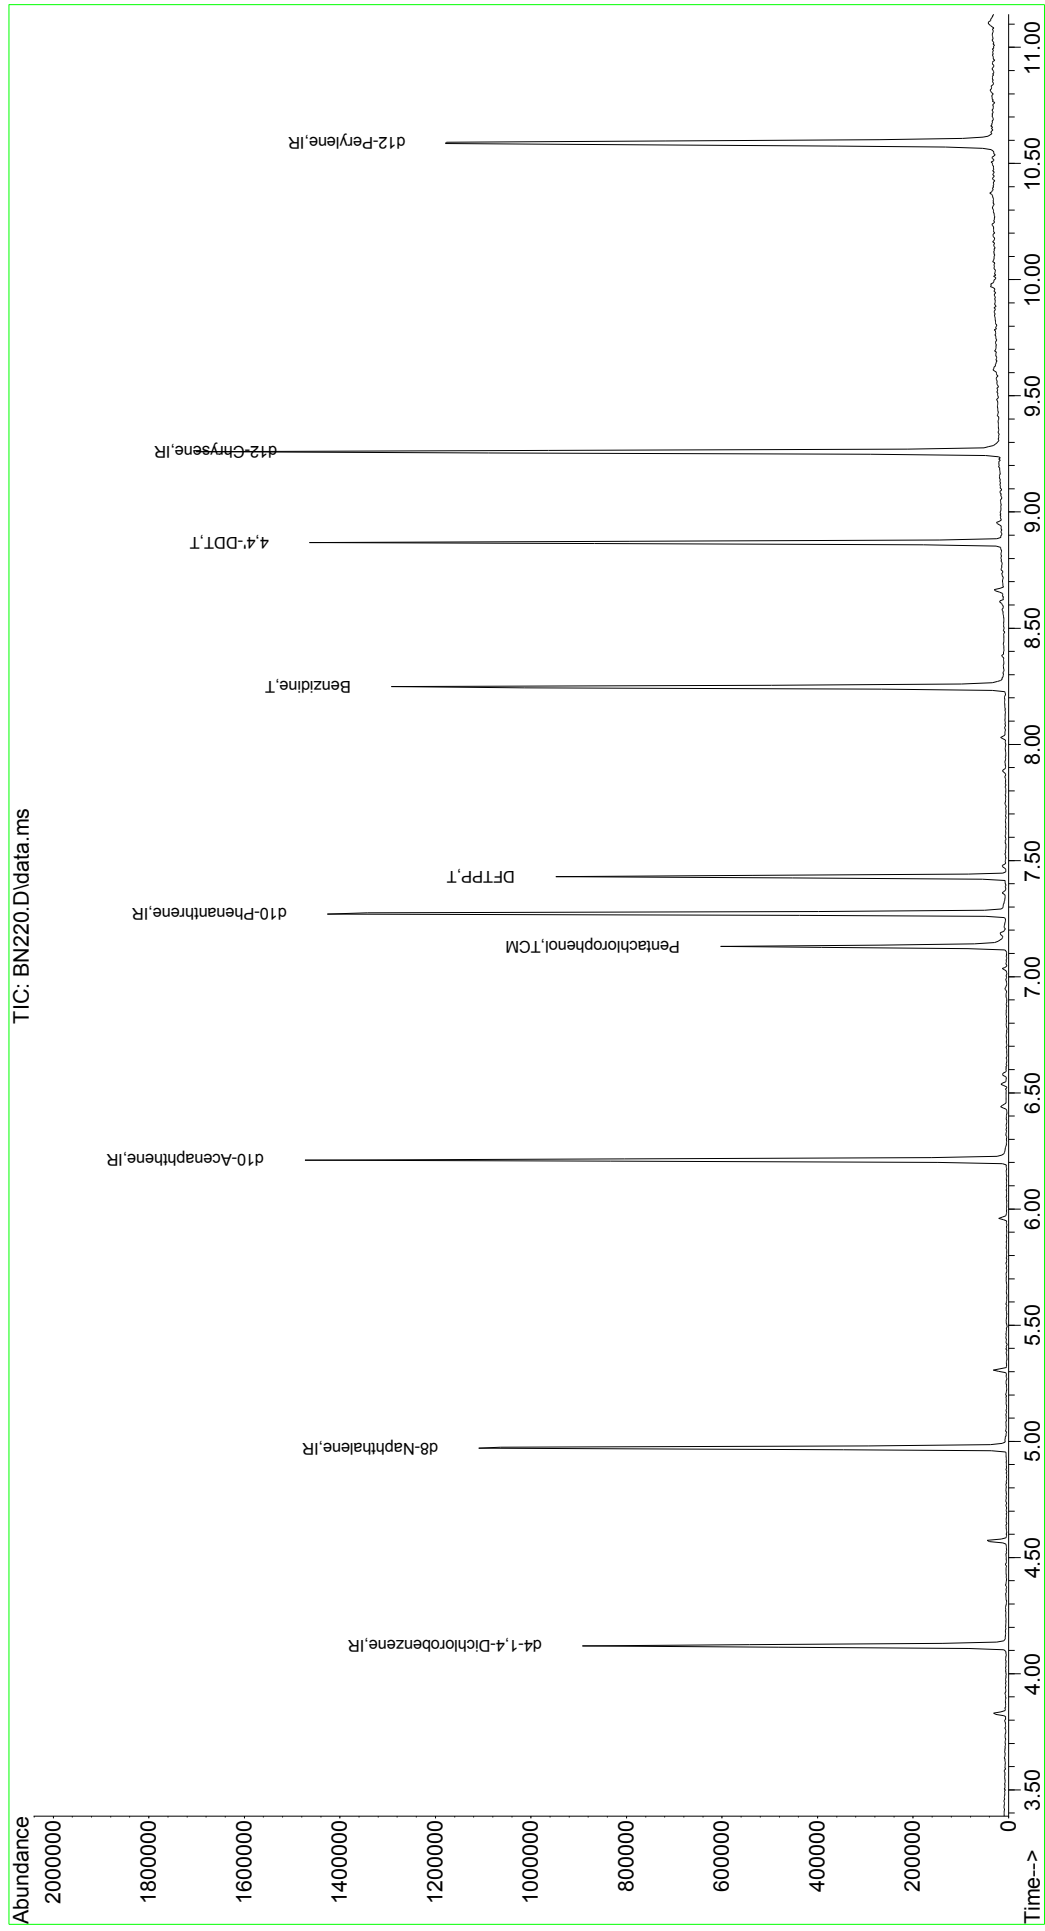 TIC: BN220.D\data.ms
Abundance
2000000
1800000
1600000
1400000
1200000
1000000
800000
600000
400000
200000
0
d4-1,4-Dichlorobenzene,IR
d8-Naphthalene,IR
d10-Acenaphthene,IR
Pentachlorophenol,TCM
d10-Phenanthrene,IR
DFTPP,T
Benzidine,T
4,4'-DDT,T
d12-Chrysene,IR
d12-Perylene,IR
Time--> 3.50 4.00 4.50 5.00 5.50 6.00 6.50 7.00 7.50 8.00 8.50 9.00 9.50 10.00 10.50 11.00